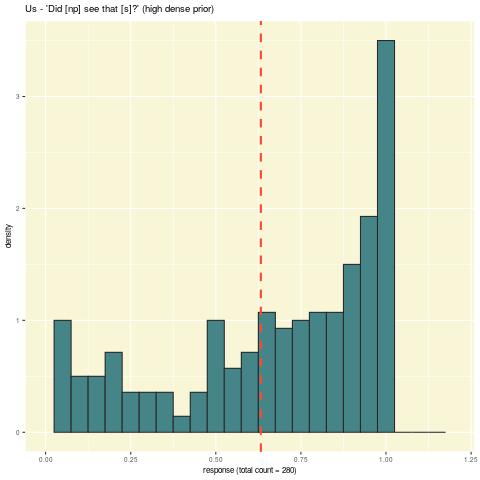 Us - 'Did [np] see that [s]?' (high dense prior)
density
3
2
1
0
0.00 0.25 0.50 0.75 1.00 1.25
response (total count = 280)